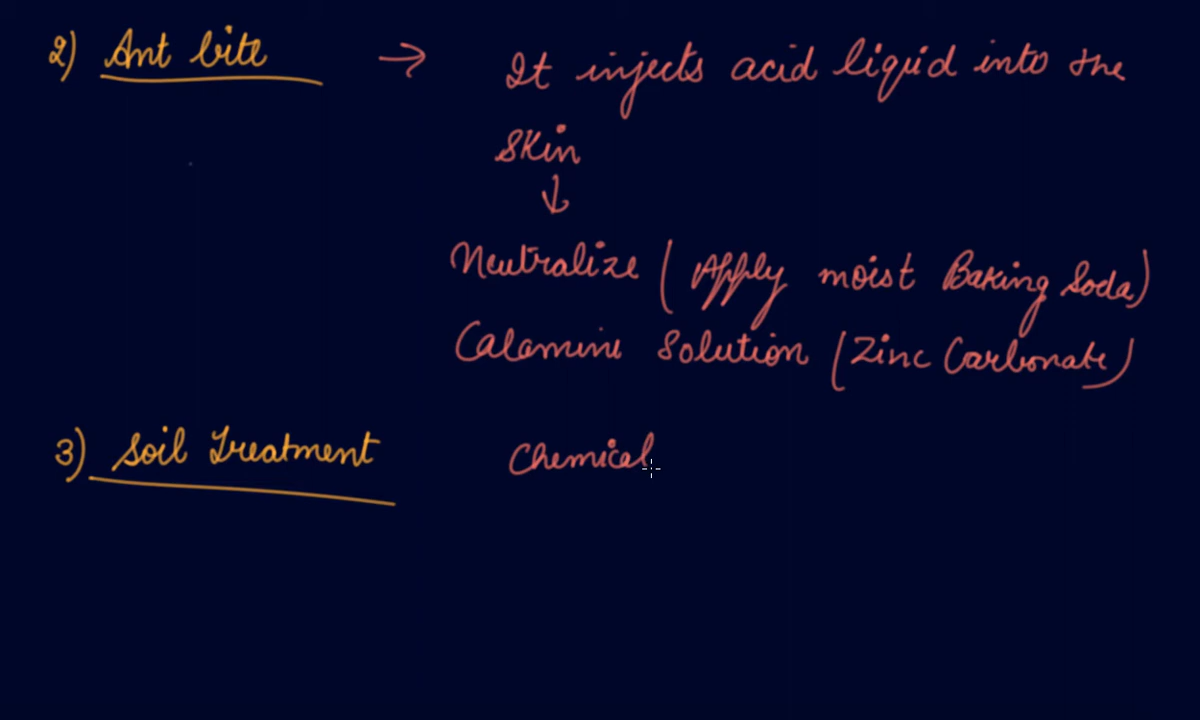 2) Ant bite → It injects acid liquid into the
Skin
↓
Neutralize (Apply moist Baking Soda)
Calamine Solution (Zinc Carbonate)
3) Soil Treatment Chemical